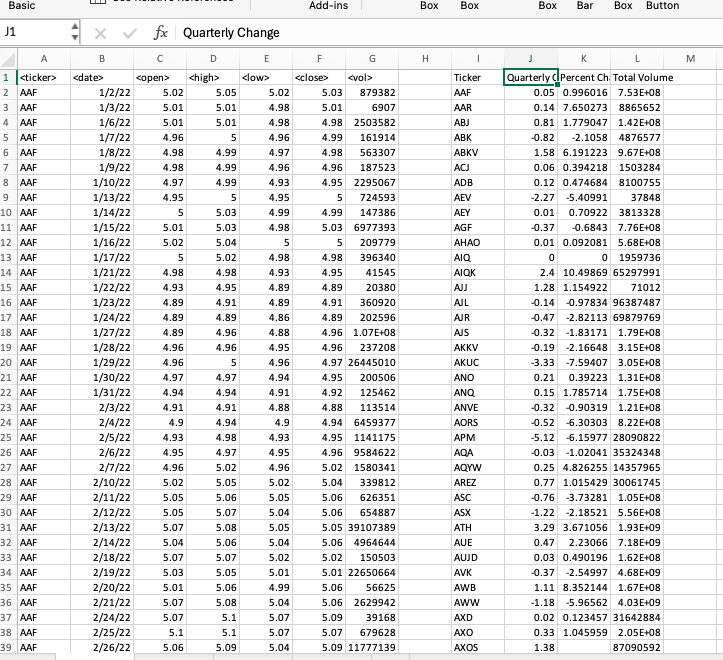 Basic Add-ins Box Box Box Bar Box Button
J1 fx Quarterly Change
A B C D E F G H I J K L M
1 <ticker> <date> <open> <high> <low> <close> <vol> Ticker Quarterly C Percent Ch Total Volume
2 AAF 1/2/22 5.02 5.05 5.02 5.03 879382 AAF 0.05 0.996016 7.53E+08
3 AAF 1/3/22 5.01 5.01 4.98 5.01 6907 AAR 0.14 7.650273 8865652
4 AAF 1/6/22 5.01 5.01 4.98 4.98 2503582 ABJ 0.81 1.779047 1.42E+08
5 AAF 1/7/22 4.96 5 4.96 4.99 161914 ABK -0.82 -2.1058 4876577
6 AAF 1/8/22 4.98 4.99 4.97 4.98 563307 ABKV 1.58 6.191223 9.67E+08
7 AAF 1/9/22 4.98 4.99 4.96 4.96 187523 ACJ 0.06 0.394218 1503284
8 AAF 1/10/22 4.97 4.99 4.93 4.95 2295067 ADB 0.12 0.474684 8100755
9 AAF 1/13/22 4.95 5 4.95 5 724593 AEV -2.27 -5.40991 37848
10 AAF 1/14/22 5 5.03 4.99 4.99 147386 AEY 0.01 0.70922 3813328
11 AAF 1/15/22 5.01 5.03 4.98 5.03 6977393 AGF -0.37 -0.6843 7.76E+08
12 AAF 1/16/22 5.02 5.04 5 5 209779 AHAO 0.01 0.092081 5.68E+08
13 AAF 1/17/22 5 5.02 4.98 4.98 396340 AIQ 0 0 1959736
14 AAF 1/21/22 4.98 4.98 4.93 4.95 41545 AIQK 2.4 10.49869 65297991
15 AAF 1/22/22 4.93 4.95 4.89 4.89 20380 AJJ 1.28 1.154922 71012
16 AAF 1/23/22 4.89 4.91 4.89 4.91 360920 AJL -0.14 -0.97834 96387487
17 AAF 1/24/22 4.89 4.89 4.86 4.89 202596 AJR -0.47 -2.82113 69879769
18 AAF 1/27/22 4.89 4.96 4.88 4.96 1.07E+08 AJS -0.32 -1.83171 1.79E+08
19 AAF 1/28/22 4.96 4.96 4.95 4.96 237208 AKKV -0.19 -2.16648 3.15E+08
20 AAF 1/29/22 4.96 5 4.96 4.97 26445010 AKUC -3.33 -7.59407 3.05E+08
21 AAF 1/30/22 4.97 4.97 4.94 4.95 200506 ANO 0.21 0.39223 1.31E+08
22 AAF 1/31/22 4.94 4.94 4.91 4.92 125462 ANQ 0.15 1.785714 1.75E+08
23 AAF 2/3/22 4.91 4.91 4.88 4.88 113514 ANVE -0.32 -0.90319 1.21E+08
24 AAF 2/4/22 4.9 4.94 4.9 4.94 6459377 AORS -0.52 -6.30303 8.22E+08
25 AAF 2/5/22 4.93 4.98 4.93 4.95 1141175 APM -5.12 -6.15977 28090822
26 AAF 2/6/22 4.95 4.97 4.95 4.96 9584622 AQA -0.03 -1.02041 35324348
27 AAF 2/7/22 4.96 5.02 4.96 5.02 1580341 AQYW 0.25 4.826255 14357965
28 AAF 2/10/22 5.02 5.05 5.02 5.04 339812 AREZ 0.77 1.015429 30061745
29 AAF 2/11/22 5.05 5.06 5.05 5.06 626351 ASC -0.76 -3.73281 1.05E+08
30 AAF 2/12/22 5.05 5.07 5.04 5.06 654887 ASX -1.22 -2.18521 5.56E+08
31 AAF 2/13/22 5.07 5.08 5.05 5.05 39107389 ATH 3.29 3.671056 1.93E+09
32 AAF 2/14/22 5.04 5.06 5.04 5.06 4964644 AUE 0.47 2.23066 7.18E+09
33 AAF 2/18/22 5.07 5.07 5.02 5.02 150503 AUJD 0.03 0.490196 1.62E+08
34 AAF 2/19/22 5.03 5.05 5.01 5.01 22650664 AVK -0.37 -2.54997 4.68E+09
35 AAF 2/20/22 5.01 5.06 4.99 5.06 56625 AWB 1.11 8.352144 1.67E+08
36 AAF 2/21/22 5.07 5.08 5.04 5.06 2629942 AWW -1.18 -5.96562 4.03E+09
37 AAF 2/24/22 5.07 5.1 5.07 5.09 39168 AXD 0.02 0.123457 31642884
38 AAF 2/25/22 5.1 5.1 5.07 5.07 679628 AXO 0.33 1.045959 2.05E+08
39 AAF 2/26/22 5.06 5.09 5.04 5.09 11777139 AXOS 1.38 87090592